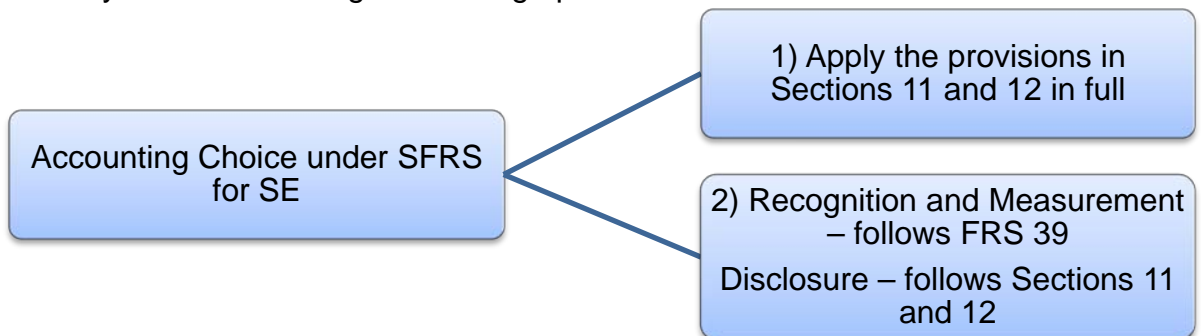 Accounting Choice under SFRS
for SE
1) Apply the provisions in
Sections 11 and 12 in full
2) Recognition and Measurement
– follows FRS 39
Disclosure – follows Sections 11
and 12